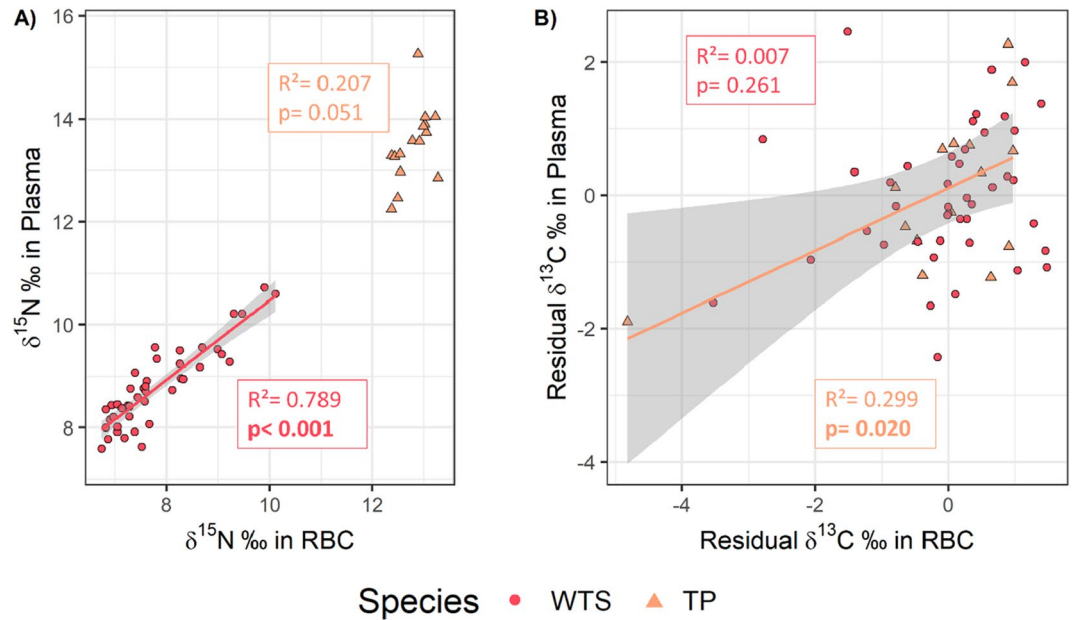 A)
16
14
12
10
8
δ¹⁵N ‰ in Plasma
R²= 0.207
p= 0.051
R²= 0.789
p< 0.001
8
10
12
δ¹⁵N ‰ in RBC
B)
2
0
-2
-4
Residual δ¹³C ‰ in Plasma
R²= 0.007
p= 0.261
R²= 0.299
p= 0.020
-4
-2
0
Residual δ¹³C ‰ in RBC
Species WTS TP